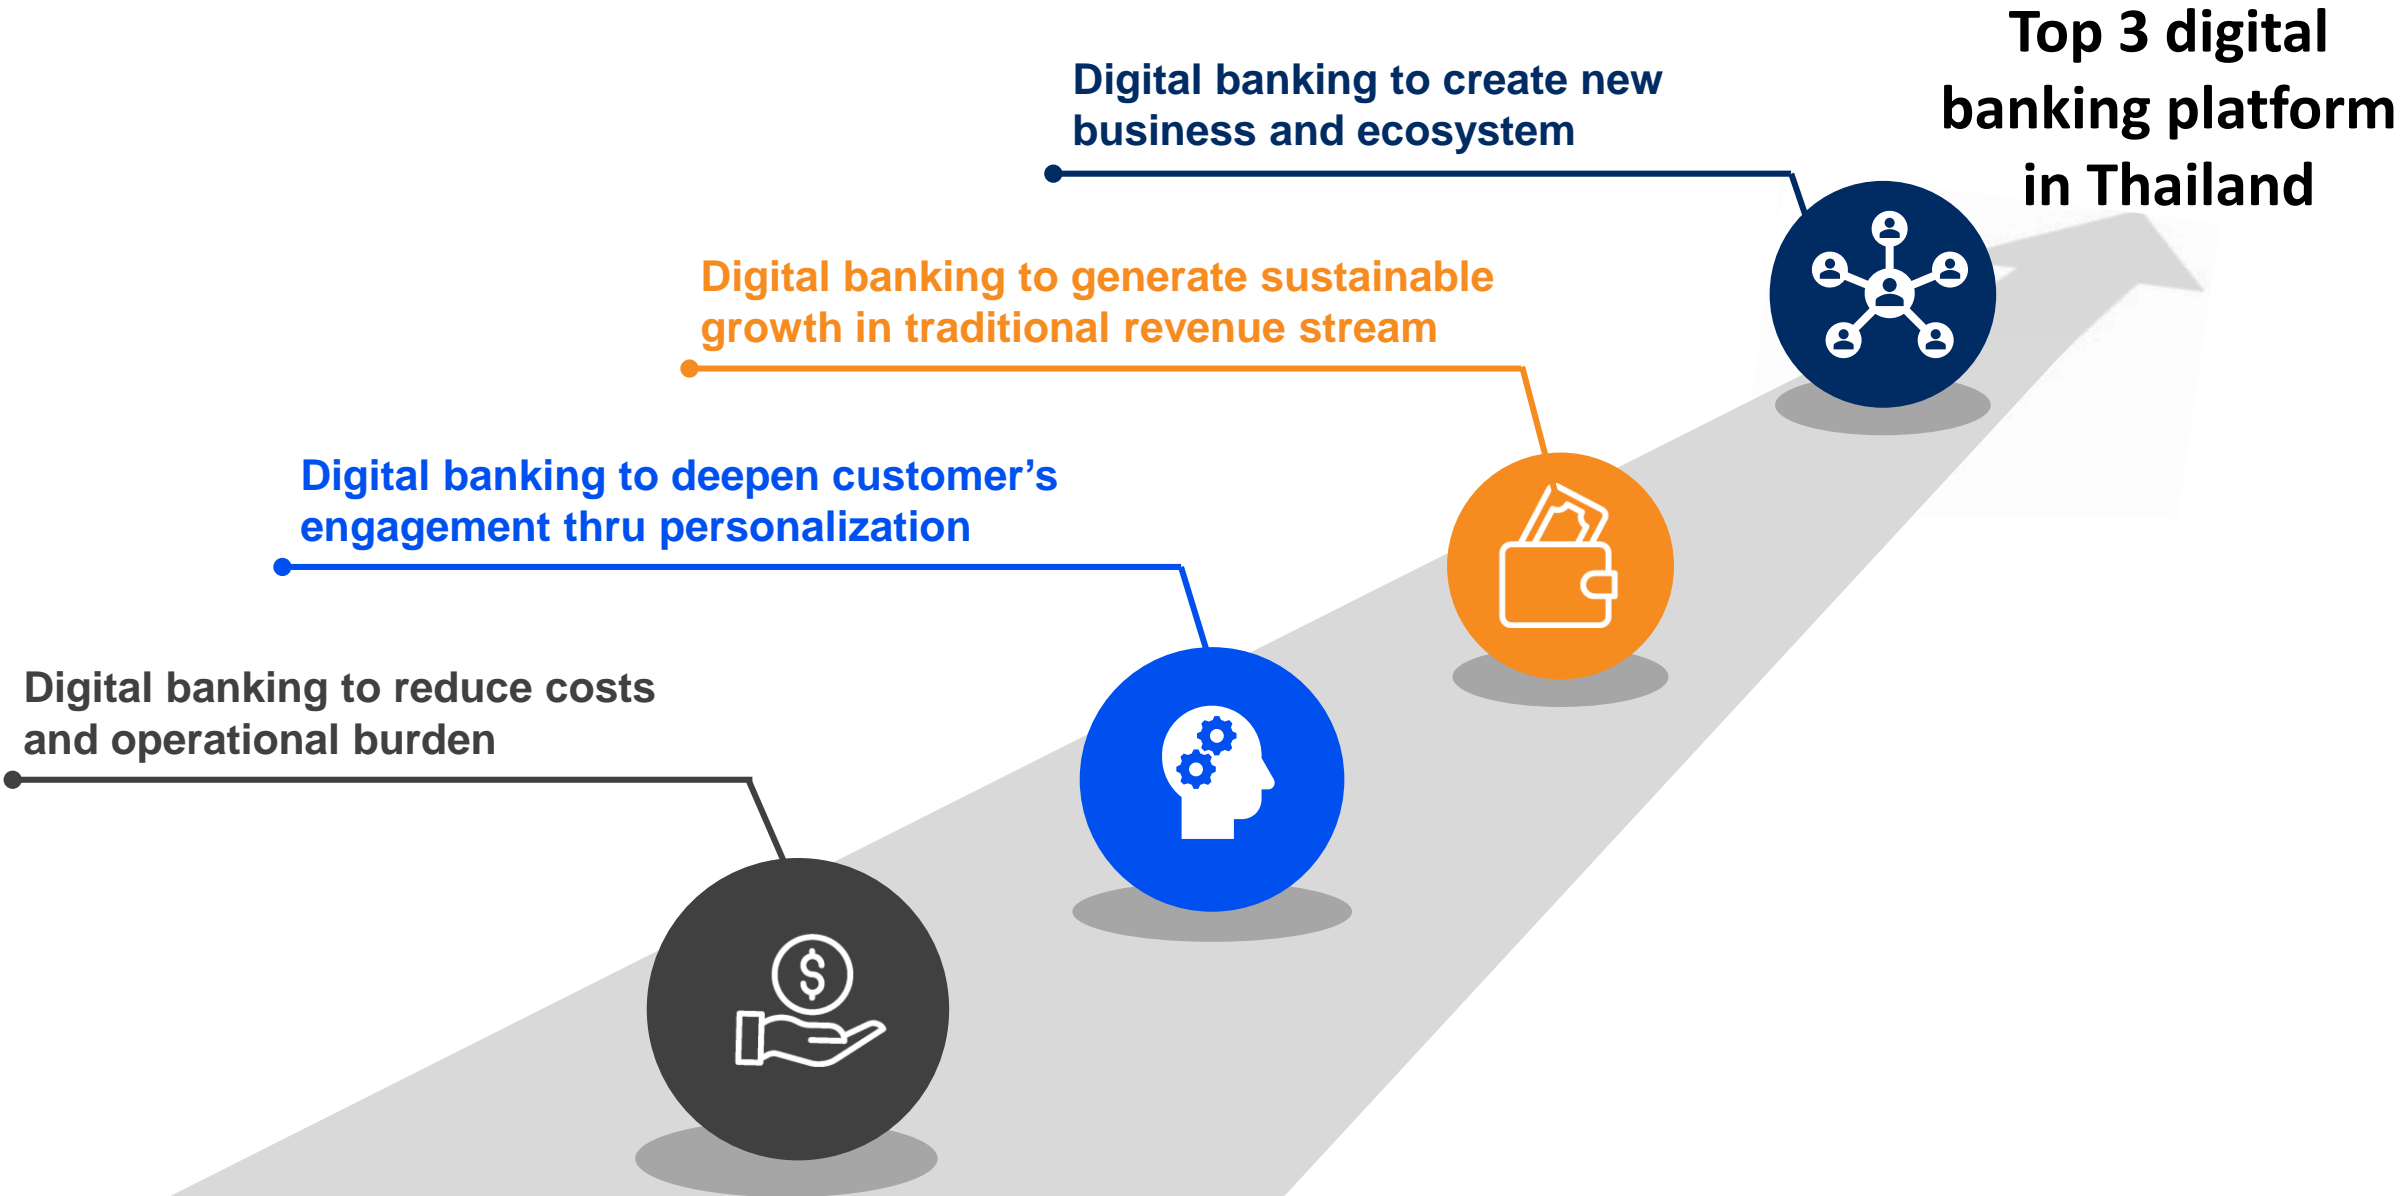 Top 3 digital
banking platform
in Thailand
Digital banking to create new
business and ecosystem
Digital banking to generate sustainable
growth in traditional revenue stream
Digital banking to deepen customer’s
engagement thru personalization
Digital banking to reduce costs
and operational burden
$